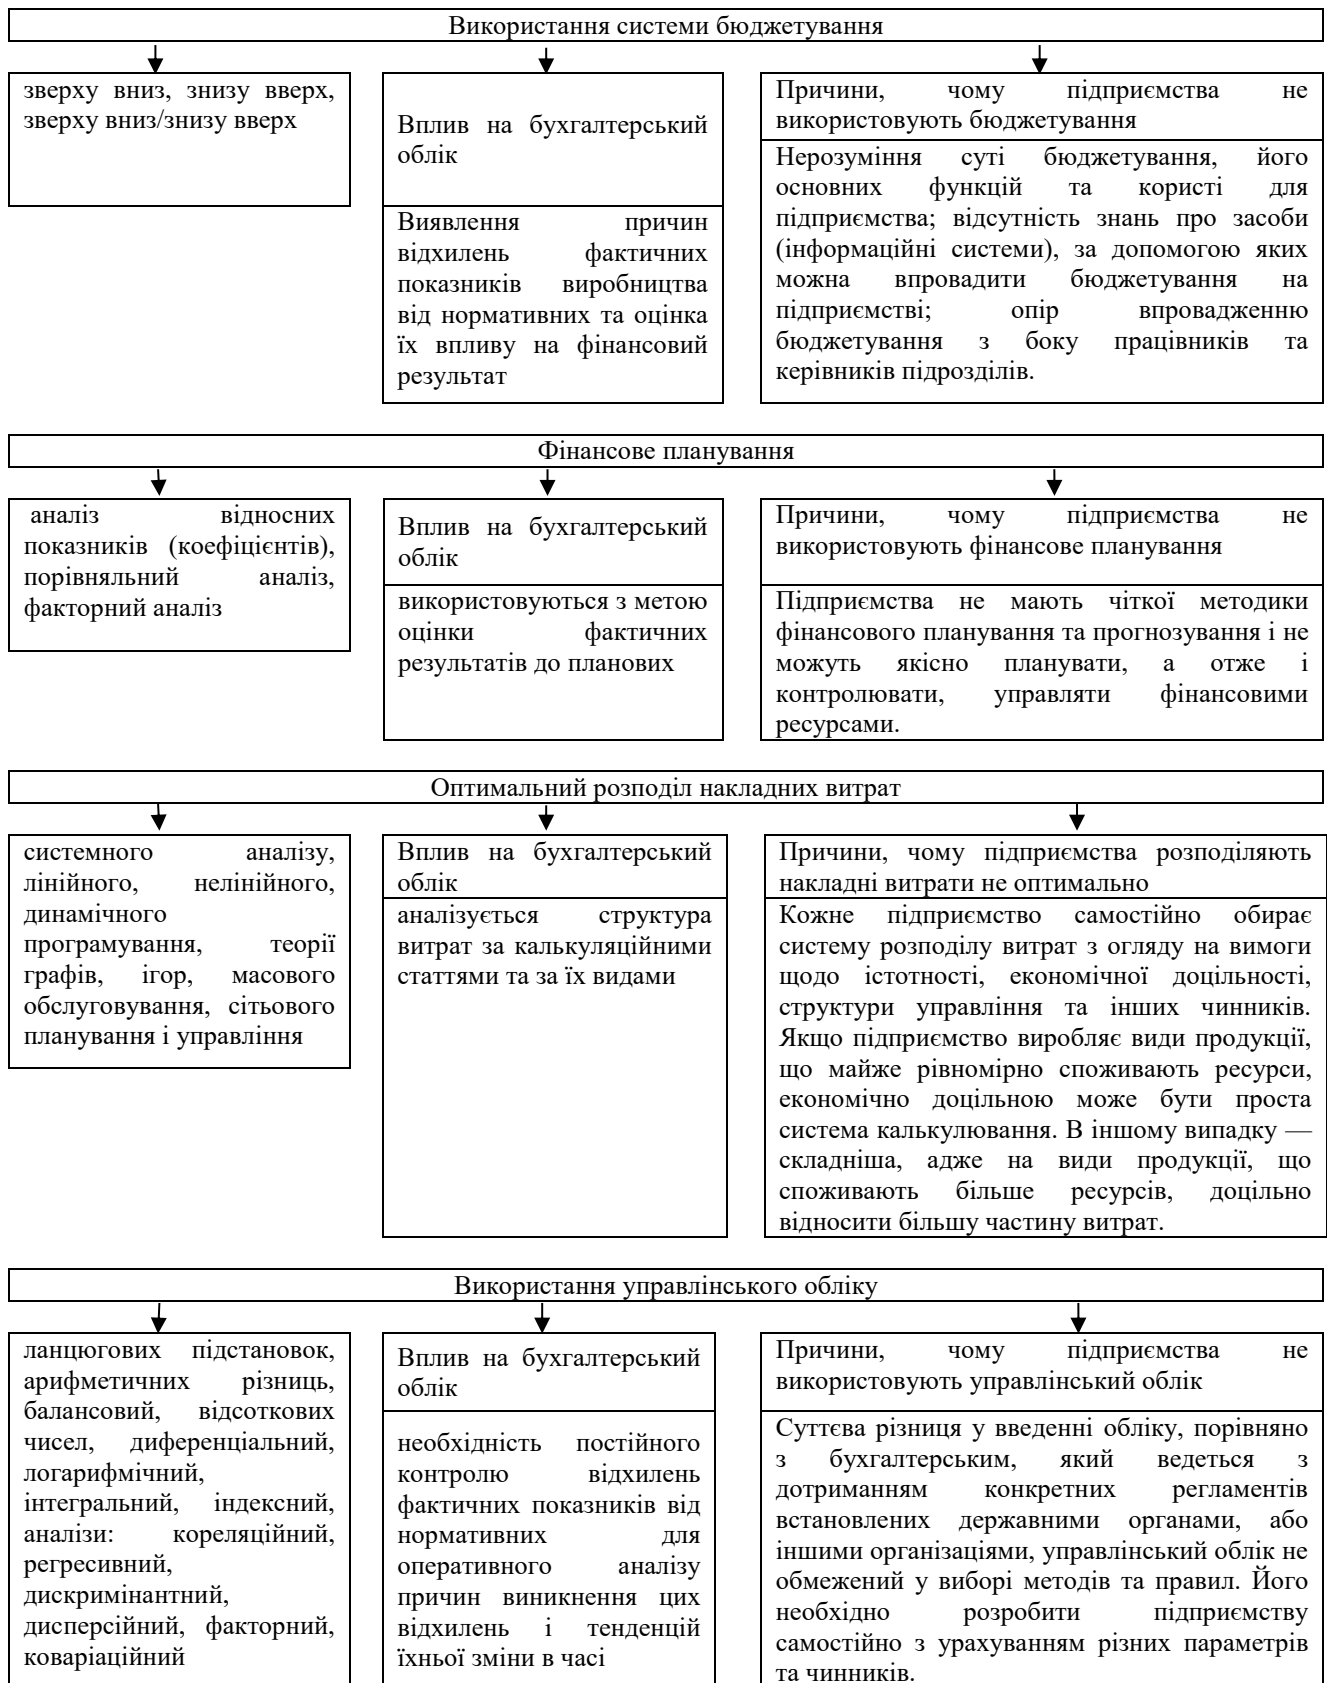 Використання системи бюджетування
зверху вниз, знизу вверх,
зверху вниз/знизу вверх
Вплив на бухгалтерський
облік
Виявлення причин
відхилень фактичних
показників виробництва
від нормативних та оцінка
їх впливу на фінансовий
результат
Причини, чому підприємства не
використовують бюджетування
Нерозуміння суті бюджетування, його
основних функцій та користі для
підприємства; відсутність знань про засоби
(інформаційні системи), за допомогою яких
можна впровадити бюджетування на
підприємстві; опір впровадженню
бюджетування з боку працівників та
керівників підрозділів.
Фінансове планування
аналіз відносних
показників (коефіцієнтів),
порівняльний аналіз,
факторний аналіз
Вплив на бухгалтерський
облік
використовуються з метою
оцінки фактичних
результатів до планових
Причини, чому підприємства не
використовують фінансове планування
Підприємства не мають чіткої методики
фінансового планування та прогнозування і не
можуть якісно планувати, а отже і
контролювати, управляти фінансовими
ресурсами.
Оптимальний розподіл накладних витрат
системного аналізу,
лінійного, нелінійного,
динамічного
програмування, теорії
графів, ігор, масового
обслуговування, сітьового
планування і управління
Вплив на бухгалтерський
облік
аналізується структура
витрат за калькуляційними
статтями та за їх видами
Причини, чому підприємства розподіляють
накладні витрати не оптимально
Кожне підприємство самостійно обирає
систему розподілу витрат з огляду на вимоги
щодо істотності, економічної доцільності,
структури управління та інших чинників.
Якщо підприємство виробляє види продукції,
що майже рівномірно споживають ресурси,
економічно доцільною може бути проста
система калькулювання. В іншому випадку —
складніша, адже на види продукції, що
споживають більше ресурсів, доцільно
відносити більшу частину витрат.
Використання управлінського обліку
ланцюгових підстановок,
арифметичних різниць,
балансовий, відсоткових
чисел, диференціальний,
логарифмічний,
інтегральний, індексний,
аналізи: кореляційний,
регресивний,
дискримінантний,
дисперсійний, факторний,
коваріаційний
Вплив на бухгалтерський
облік
необхідність постійного
контролю відхилень
фактичних показників від
нормативних для
оперативного аналізу
причин виникнення цих
відхилень і тенденцій
їхньої зміни в часі
Причини, чому підприємства не
використовують управлінський облік
Суттєва різниця у введенні обліку, порівняно
з бухгалтерським, який ведеться з
дотриманням конкретних регламентів
встановлених державними органами, або
іншими організаціями, управлінський облік не
обмежений у виборі методів та правил. Його
необхідно розробити підприємству
самостійно з урахуванням різних параметрів
та чинників.